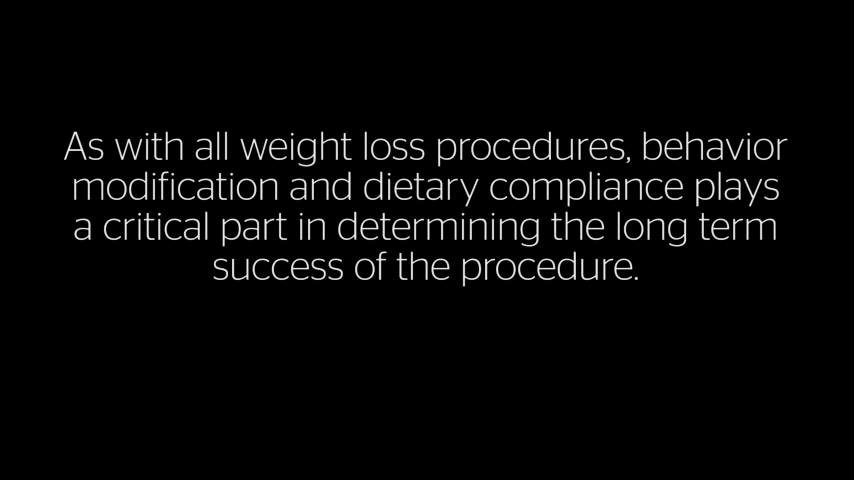 As with all weight loss procedures, behavior
modification and dietary compliance plays
a critical part in determining the long term
success of the procedure.